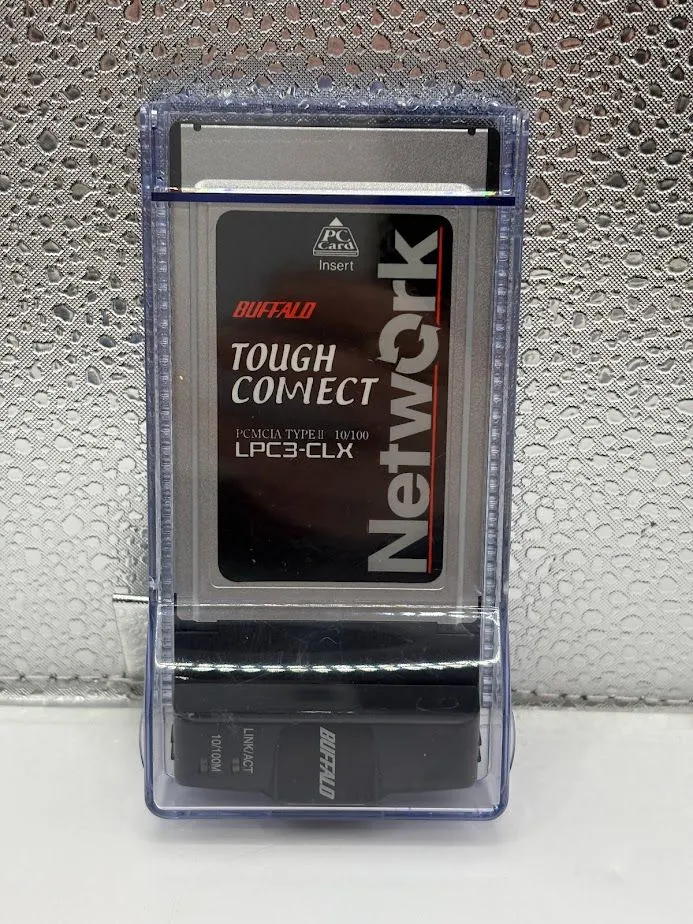 PC
Card
Insert
BUFFALO
TOUGH
CONNECT
PCMCIA TYPE II 10/100
LPC3-CLX
Network
LINK/ACT
10/100M
BUFFALO